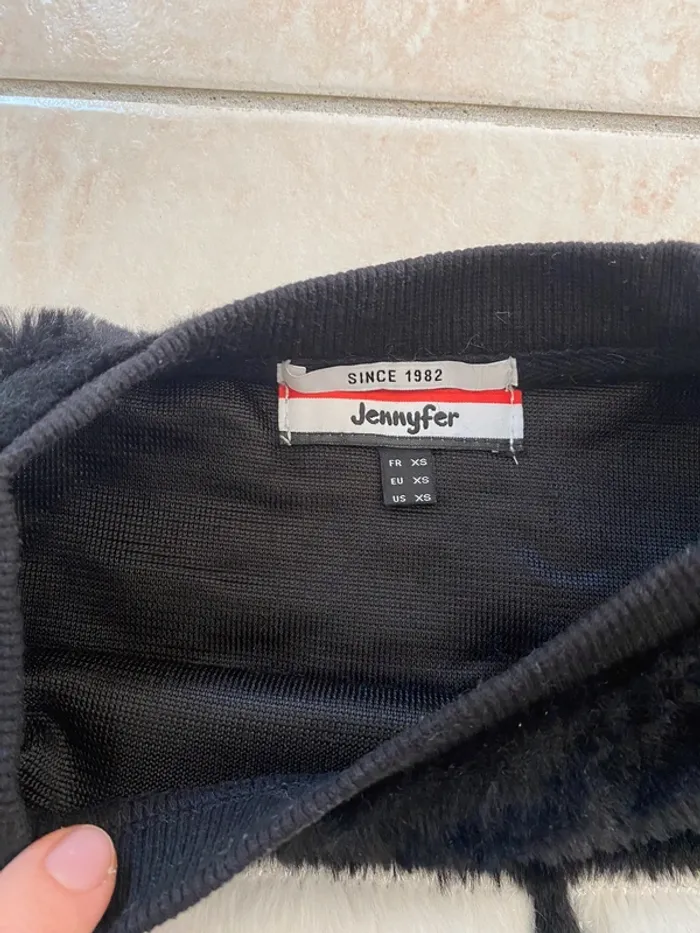 SINCE 1982
Jennyfer
FR XS
EU XS
US XS